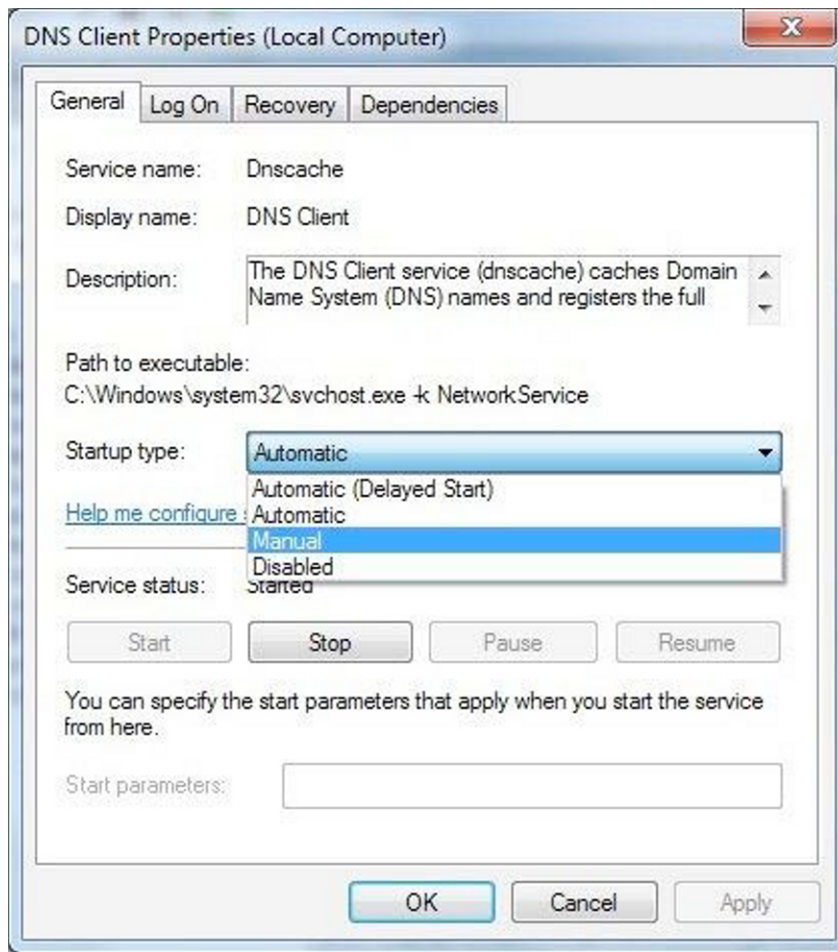 DNS Client Properties (Local Computer)
General Log On Recovery Dependencies
Service name: Dnscache
Display name: DNS Client
Description: The DNS Client service (dnscache) caches Domain
Name System (DNS) names and registers the full
Path to executable:
C:\Windows\system32\svchost.exe -k NetworkService
Startup type: Automatic
Automatic (Delayed Start)
Help me configure
Automatic
Manual
Disabled
Service status: Started
Start Stop Pause Resume
You can specify the start parameters that apply when you start the service
from here.
Start parameters:
OK Cancel Apply